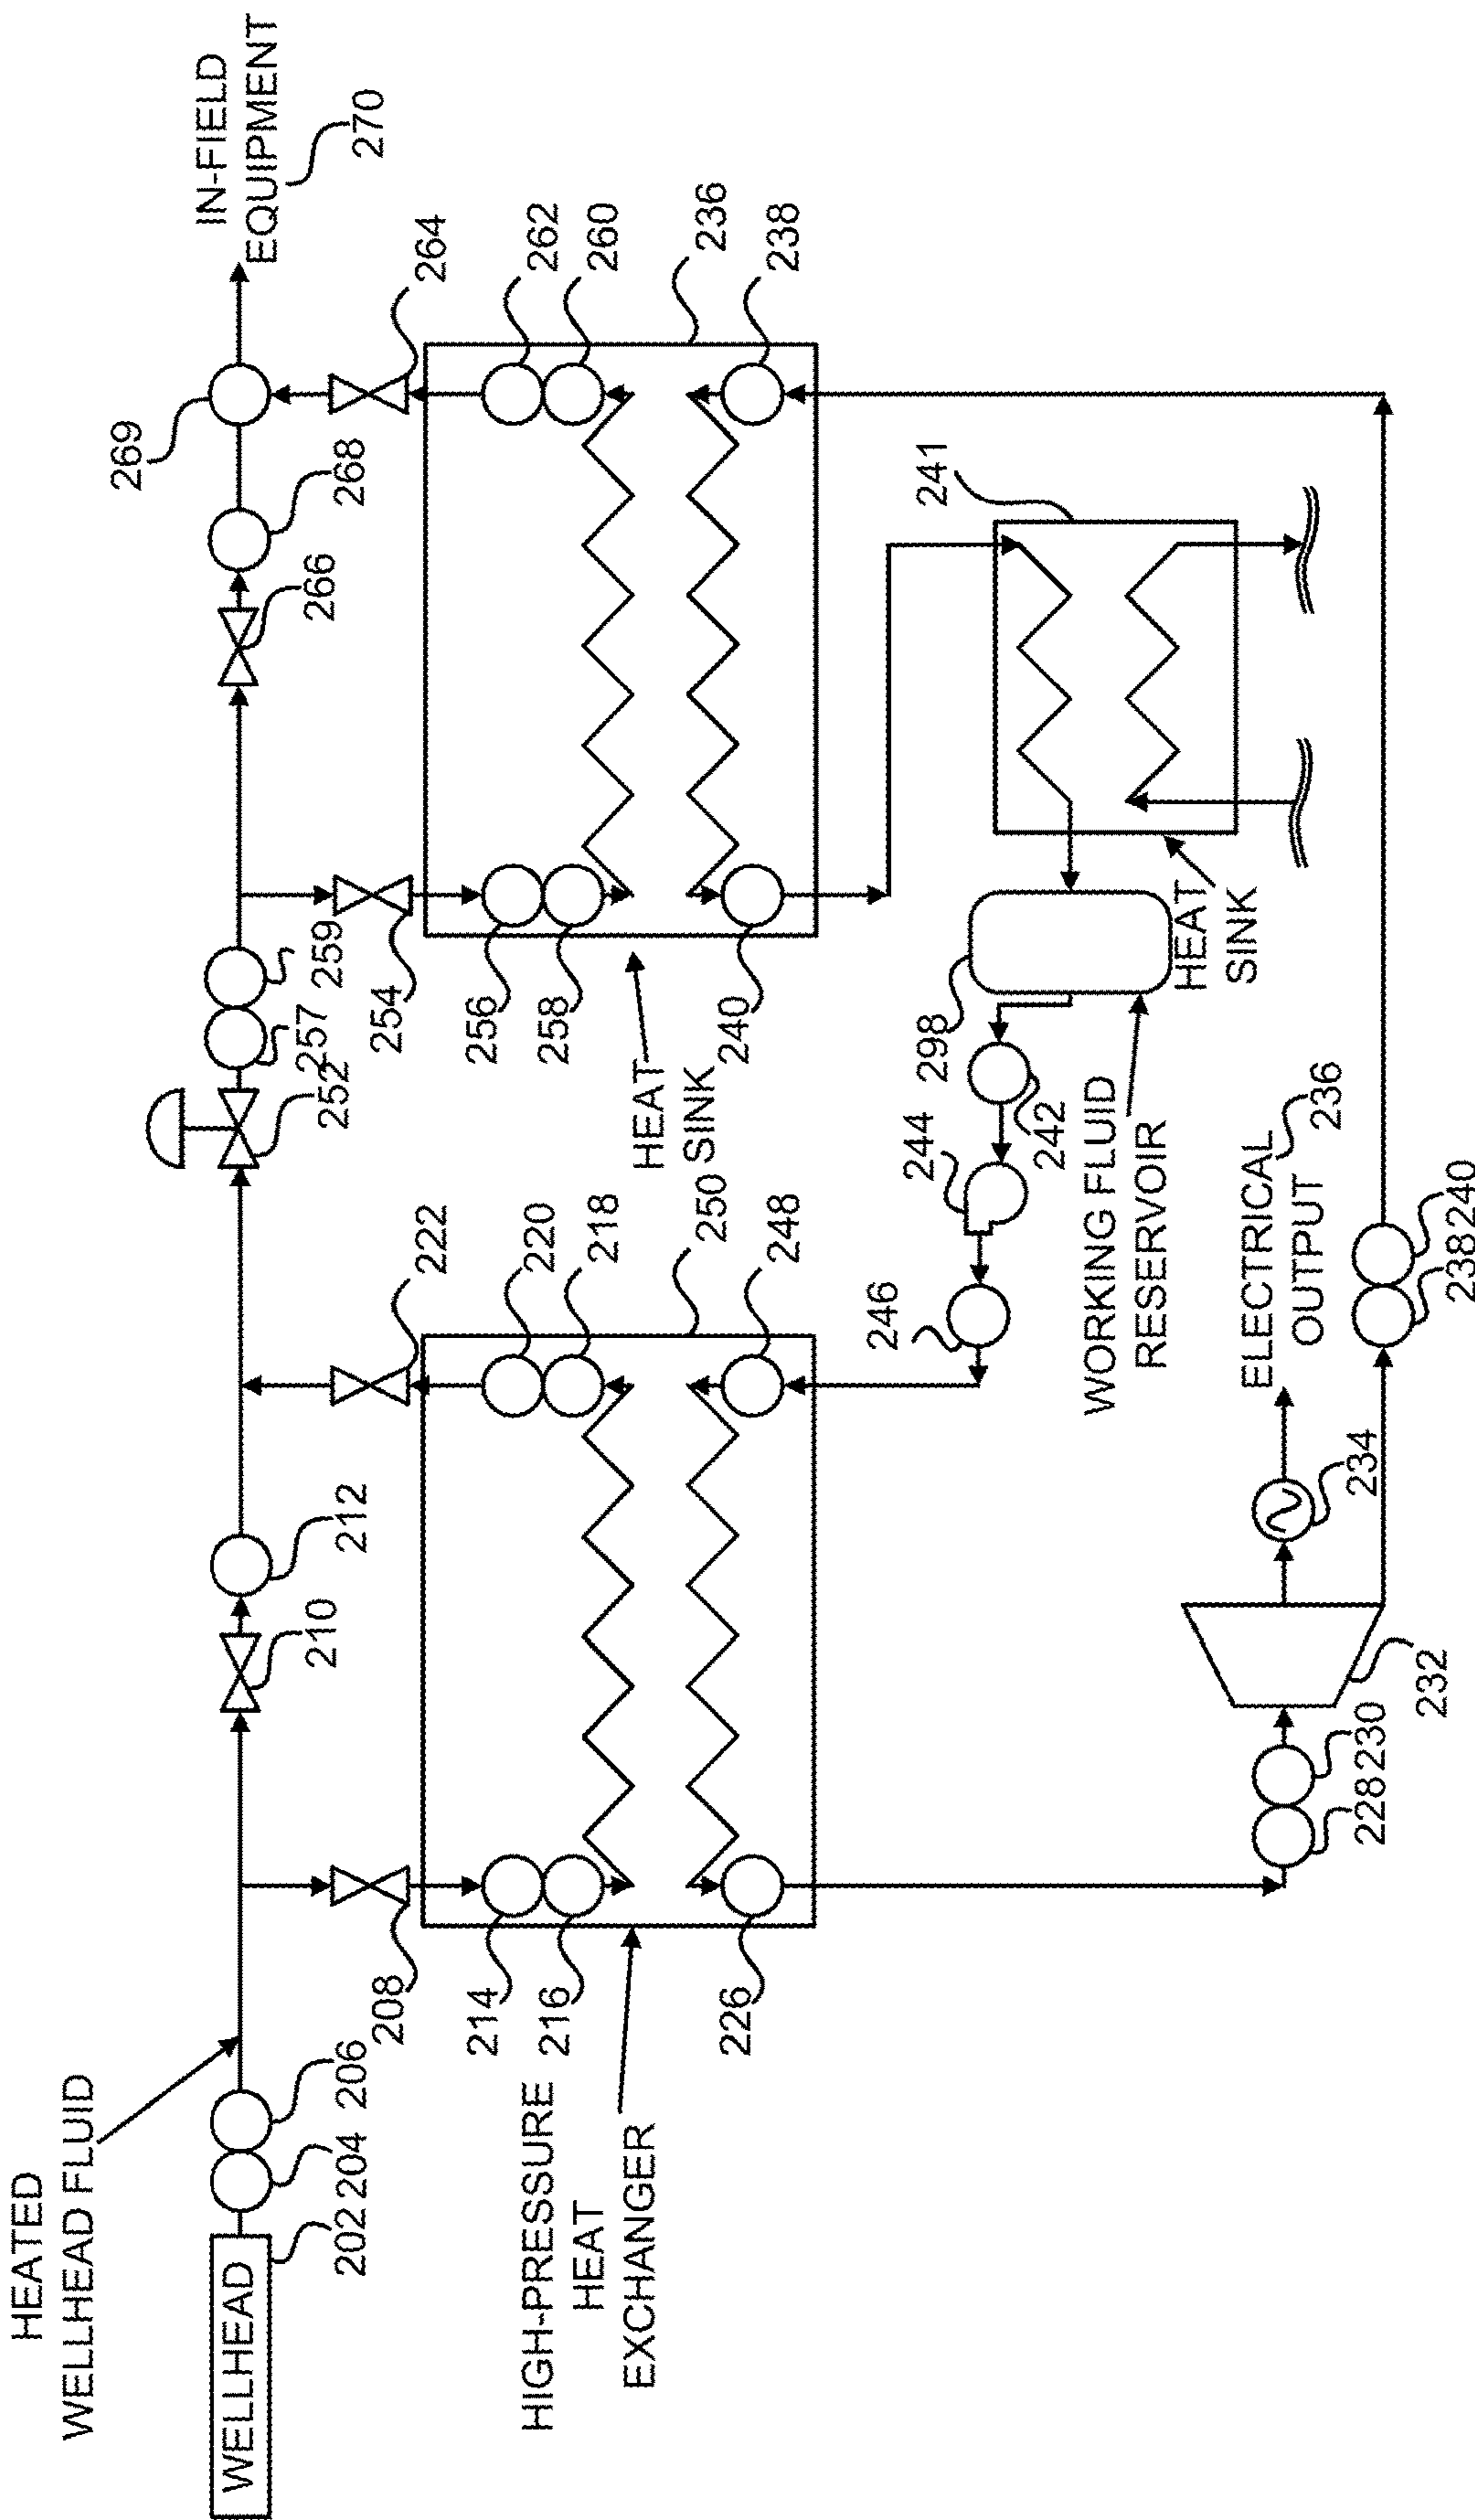 HEATED
WELLHEAD FLUID
WELLHEAD
202
204
206
208
210
212
222
252
257
259
254
266
268
269
264
IN-FIELD
EQUIPMENT
270
HIGH-PRESSURE
HEAT
EXCHANGER
214
216
226
220
218
250
248
HEAT
SINK
256
258
240
262
260
236
238
246
244
242
298
WORKING FLUID
RESERVOIR
HEAT
SINK
241
228
230
232
234
ELECTRICAL
OUTPUT
236
238
240